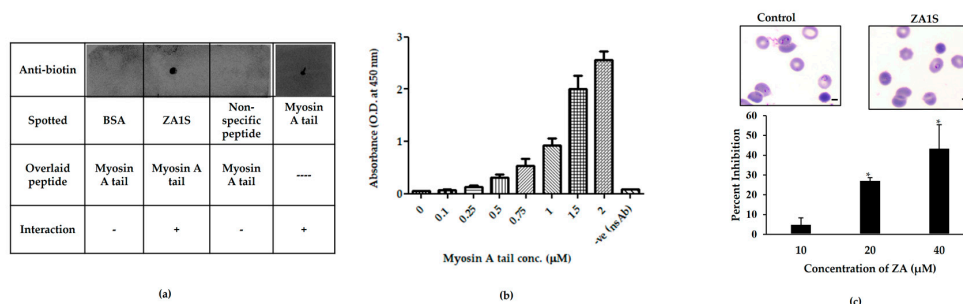 Anti-biotin
Spotted
BSA
ZA1S
Non-
specific
peptide
Myosin
A tail
Overlaid
peptide
Myosin
A tail
Myosin A
tail
Myosin
A tail
----
Interaction
-
+
-
+
(a)
Absorbance (O.D. at 450 nm)
3
2
1
0
0
0.1
0.25
0.5
0.75
1
1.5
2
-ve (nsAb)
Myosin A tail conc. (μM)
(b)
Control
ZA1S
Percent Inhibition
60
50
40
30
20
10
0
*
*
10
20
40
Concentration of ZA (μM)
(c)